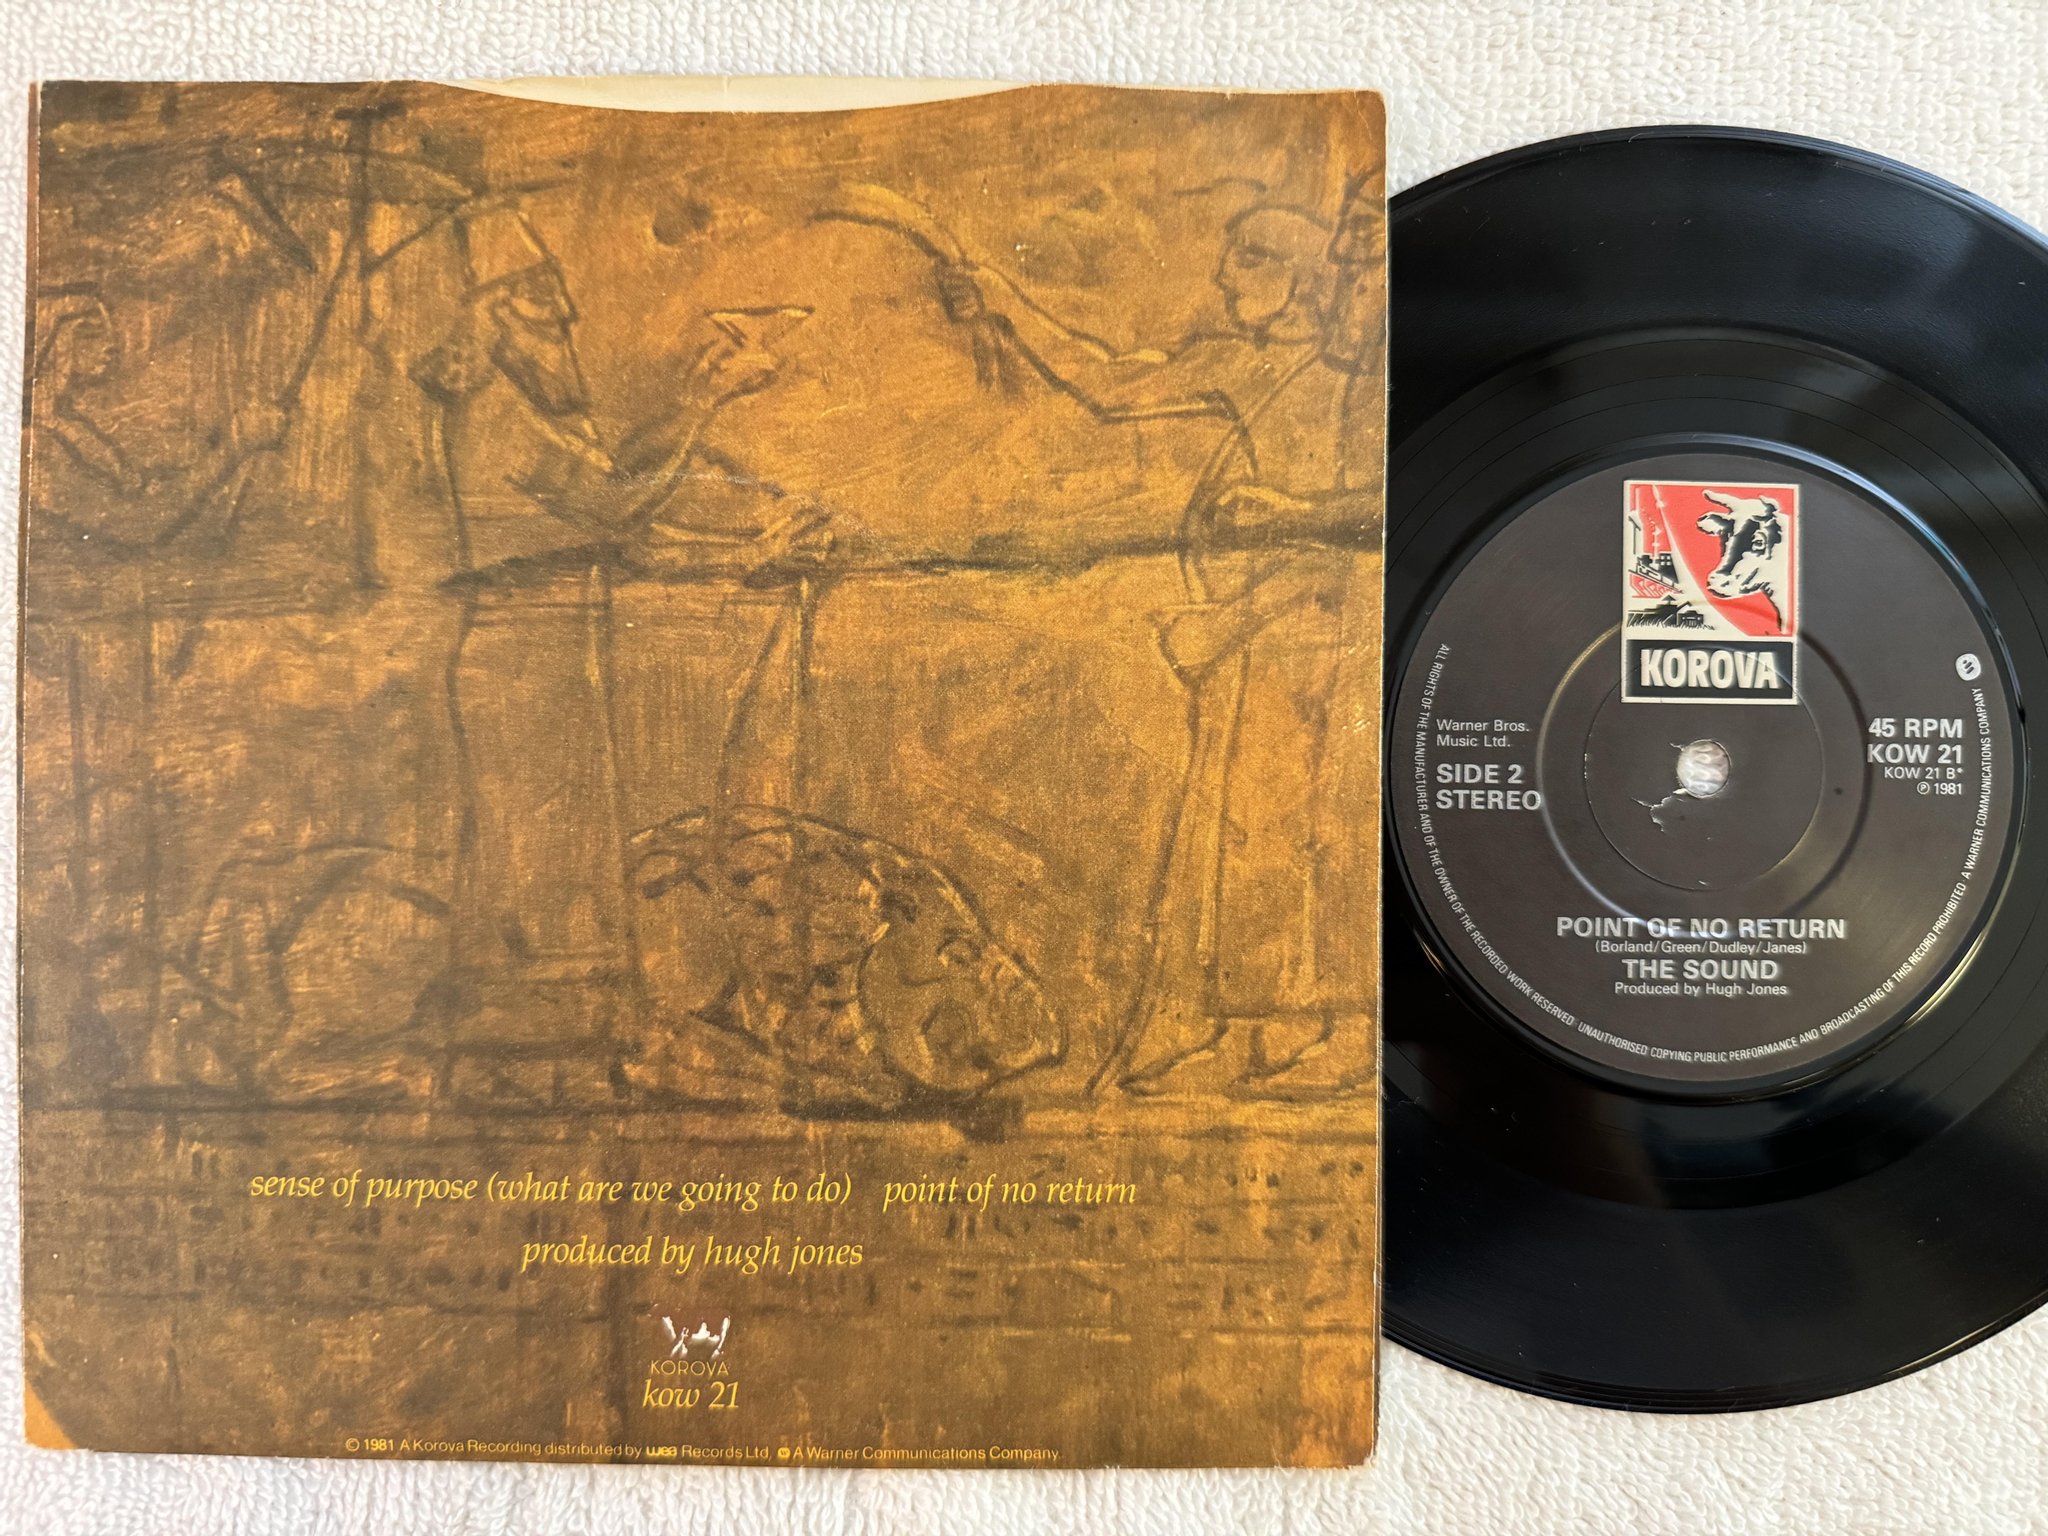 sense of purpose (what are we going to do) point of no return
produced by hugh jones
KOROVA
kow 21
© 1981 A Korova Recording distributed by wea Records Ltd. A Warner Communications Company.
KOROVA
Warner Bros.
Music Ltd.
SIDE 2
STEREO
45 RPM
KOW 21
KOW 21 B*
℗ 1981
POINT OF NO RETURN
(Borland/Green/Dudley/Janes)
THE SOUND
Produced by Hugh Jones
ALL RIGHTS OF THE MANUFACTURER AND OF THE OWNER OF THE RECORDED WORK RESERVED UNAUTHORISED COPYING PUBLIC PERFORMANCE AND BROADCASTING OF THIS RECORD PROHIBITED A WARNER COMMUNICATIONS COMPANY